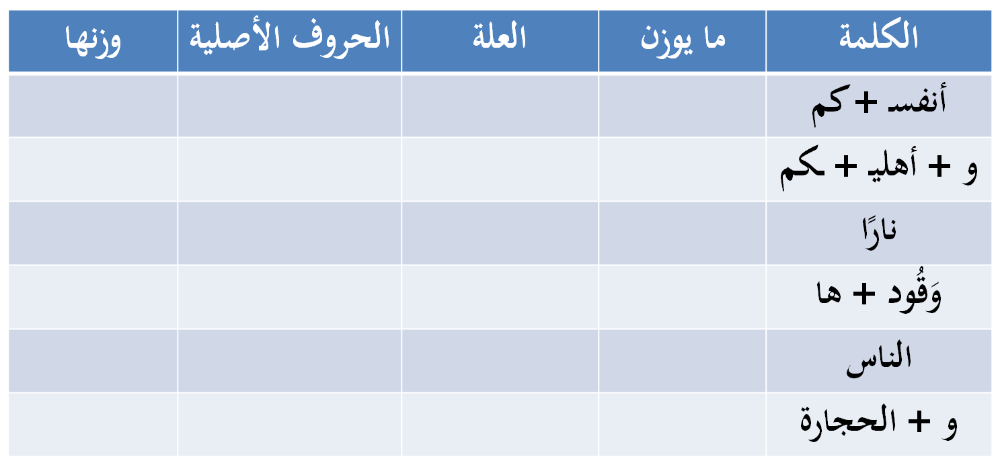 الكلمة ما يوزن العلة الحروف الأصلية وزنها
أنفسـ + كم
و + أهليـ + ـكم
نارًا
وَقُود + ها
الناس
و + الحجارة